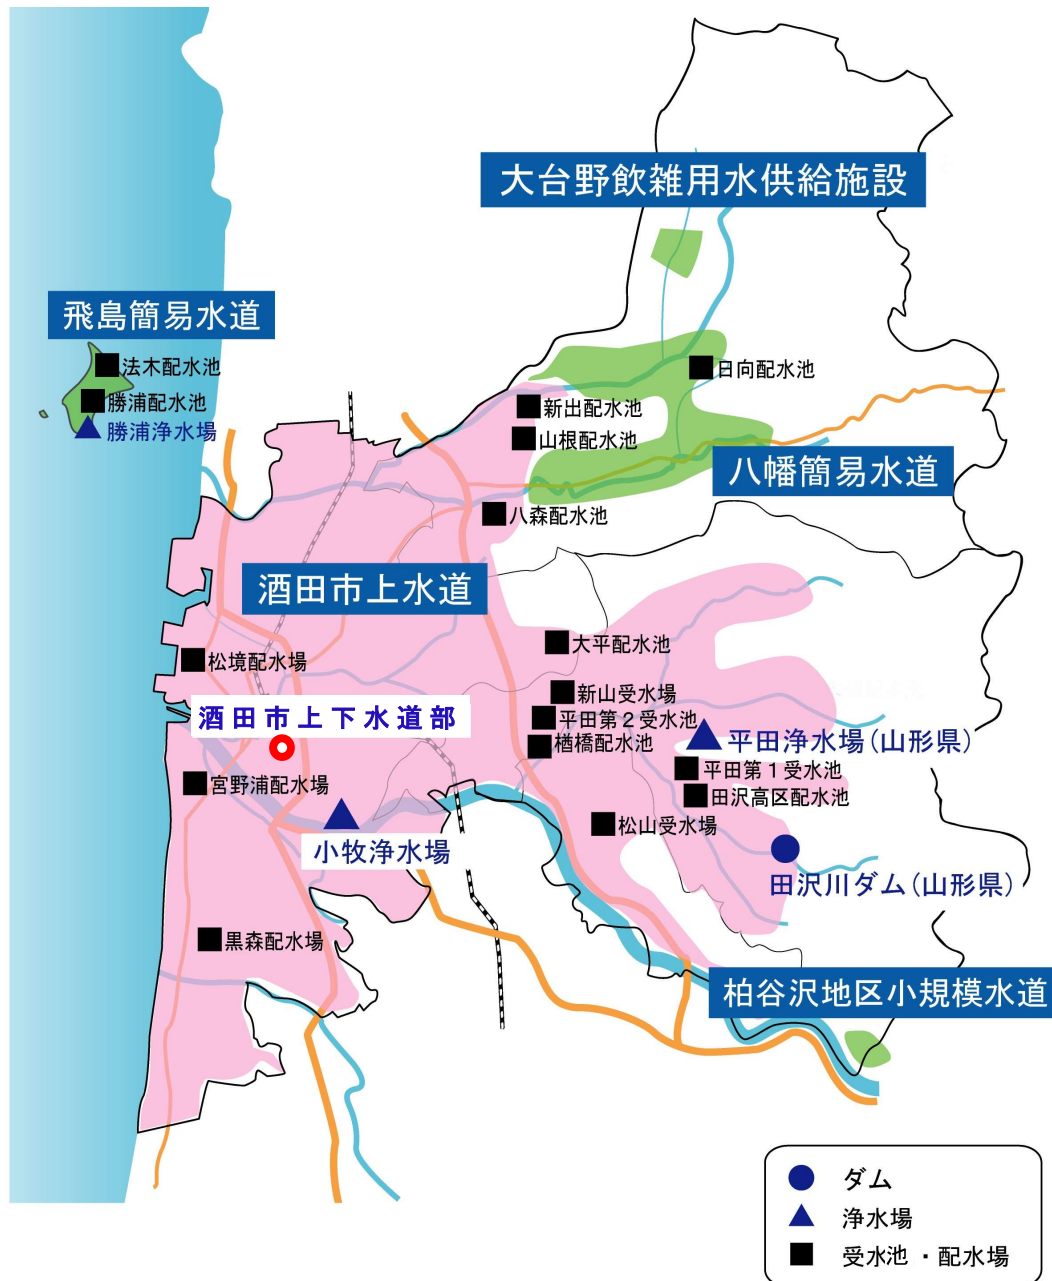 大台野飲雑用水供給施設
飛島簡易水道
法木配水池
勝浦配水池
勝浦浄水場
日向配水池
新出配水池
山根配水池
八幡簡易水道
八森配水池
酒田市上水道
大平配水池
松境配水場
新山受水場
酒田市上下水道部
平田第2受水池
楢橋配水池
平田浄水場(山形県)
平田第1受水池
宮野浦配水場
田沢高区配水池
松山受水場
小牧浄水場
田沢川ダム(山形県)
黒森配水場
柏谷沢地区小規模水道
ダム
浄水場
受水池・配水場